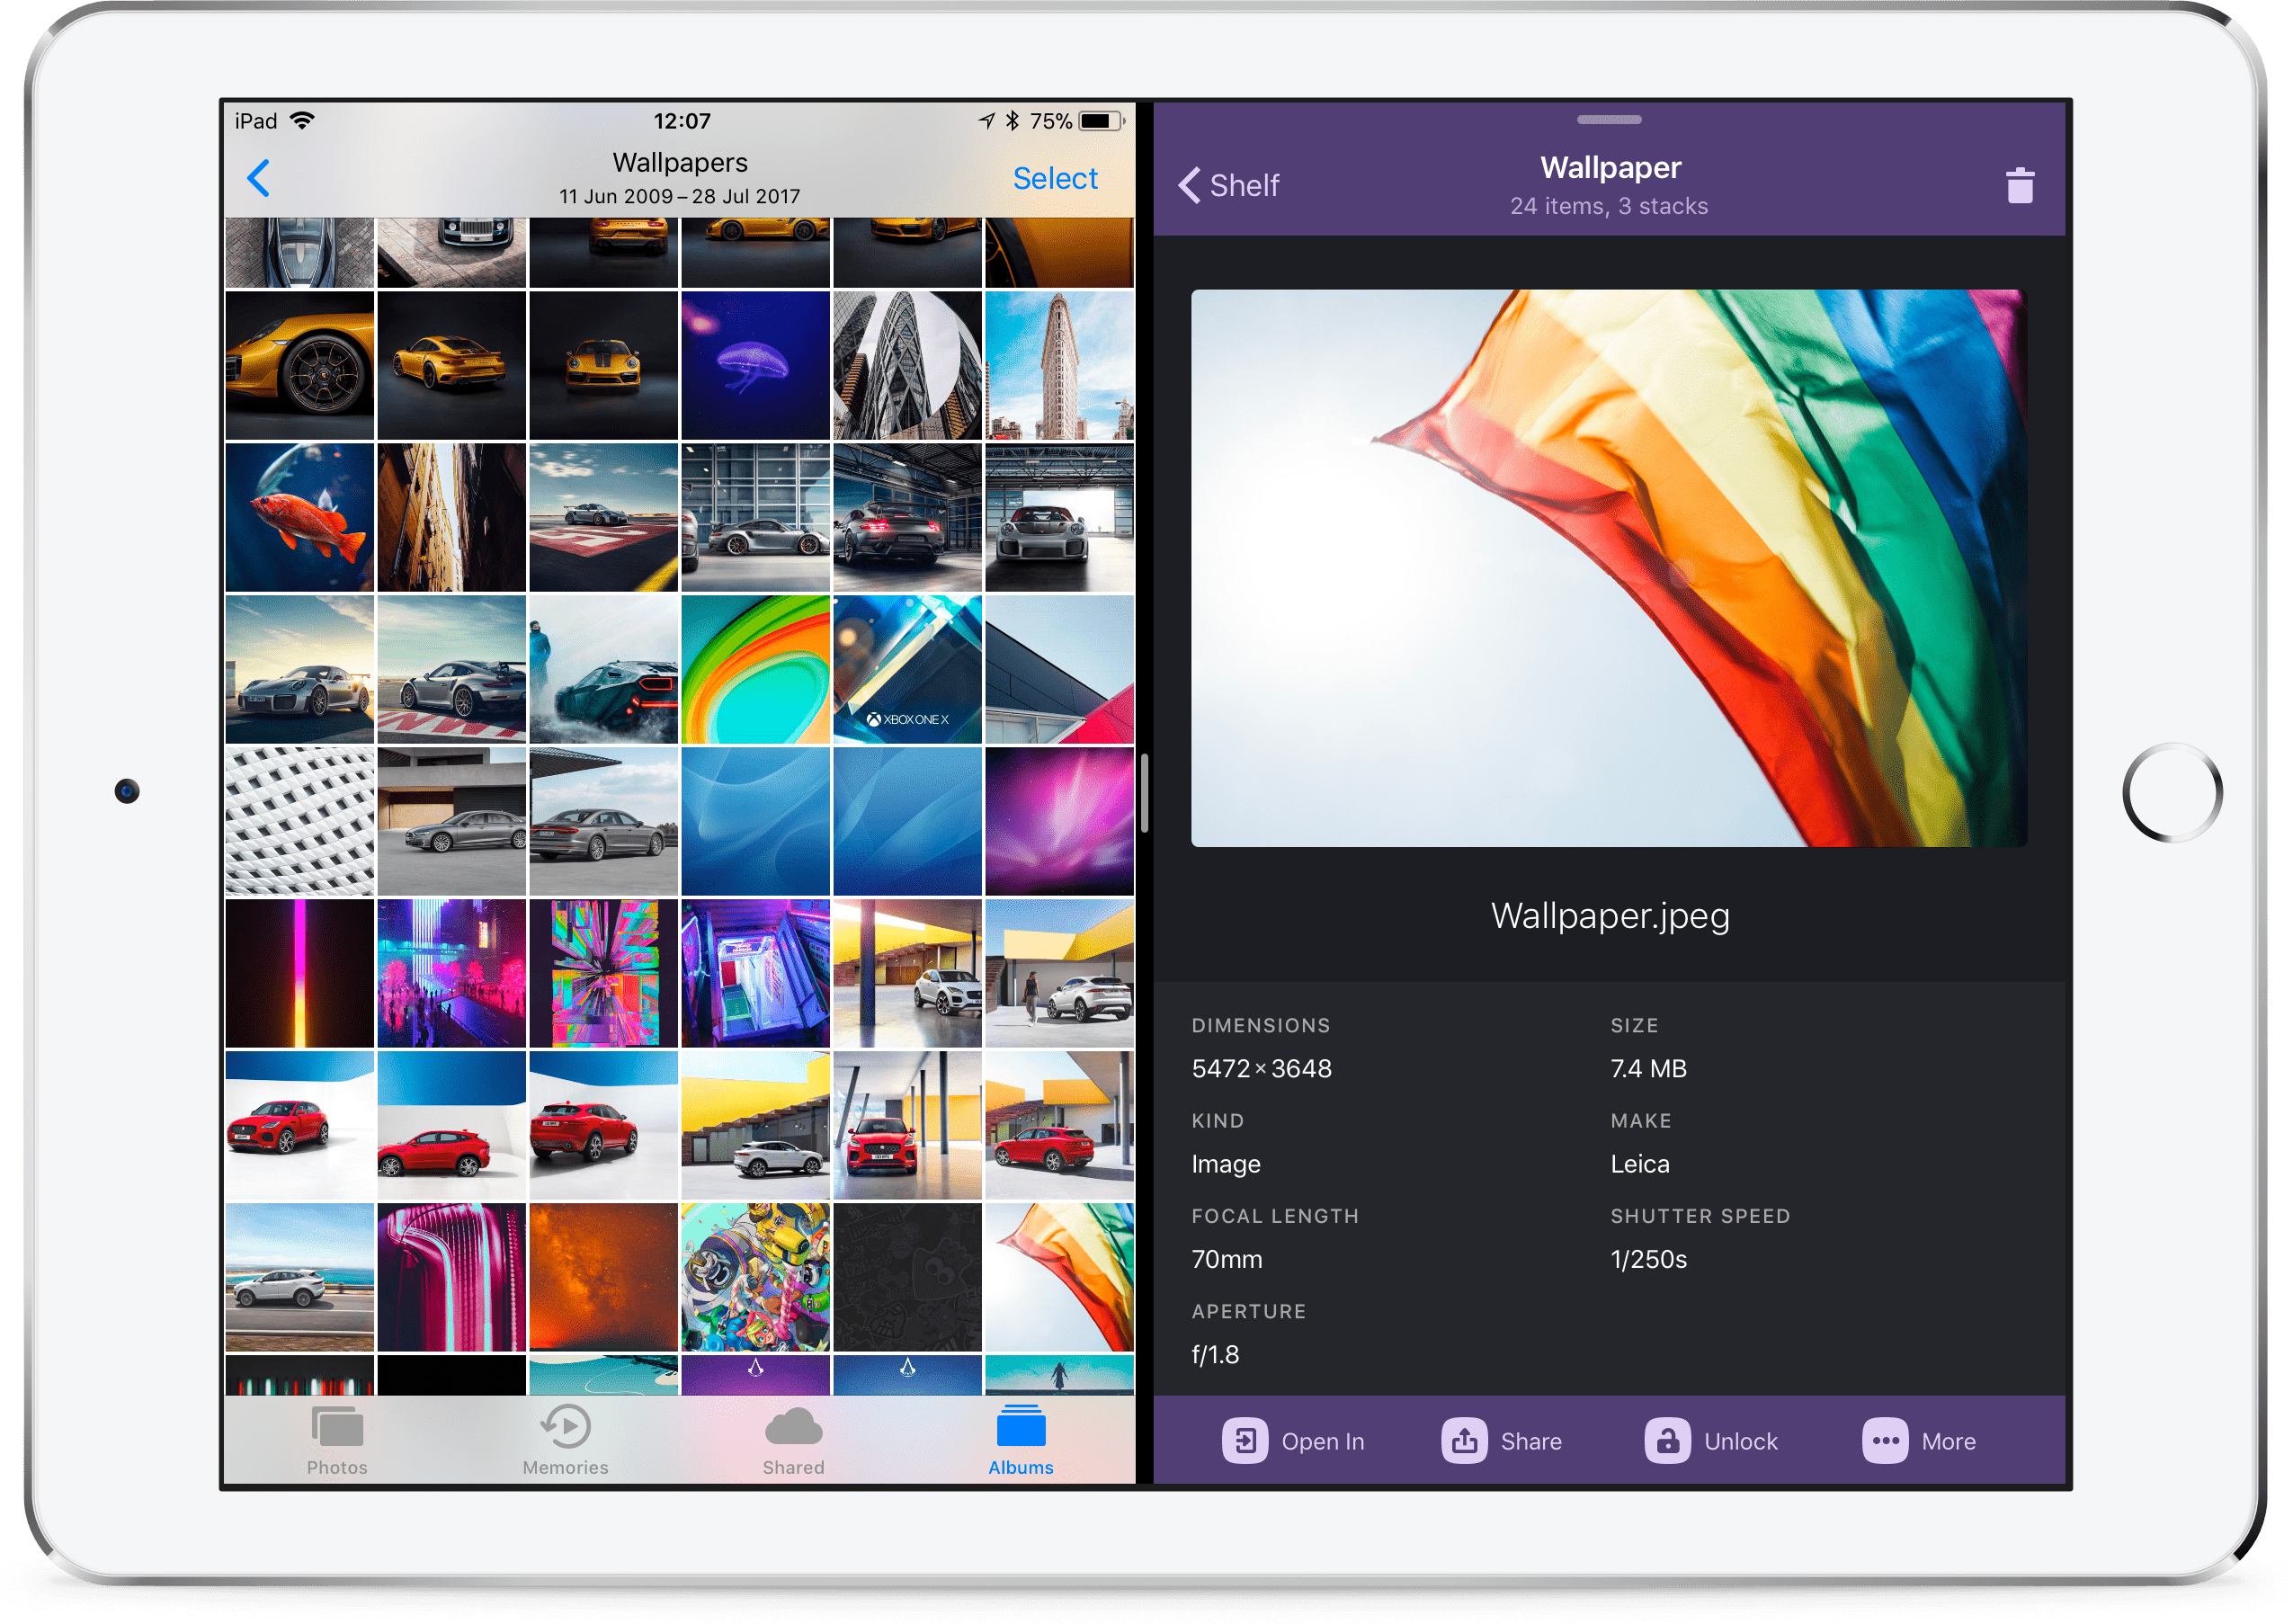 iPad 12:07 75%
Wallpapers
11 Jun 2009 – 28 Jul 2017
Select
XBOX ONE X
Photos
Memories
Shared
Albums
Shelf
Wallpaper
24 items, 3 stacks
Wallpaper.jpeg
DIMENSIONS
5472×3648
SIZE
7.4 MB
KIND
Image
MAKE
Leica
FOCAL LENGTH
70mm
SHUTTER SPEED
1/250s
APERTURE
f/1.8
Open In
Share
Unlock
More